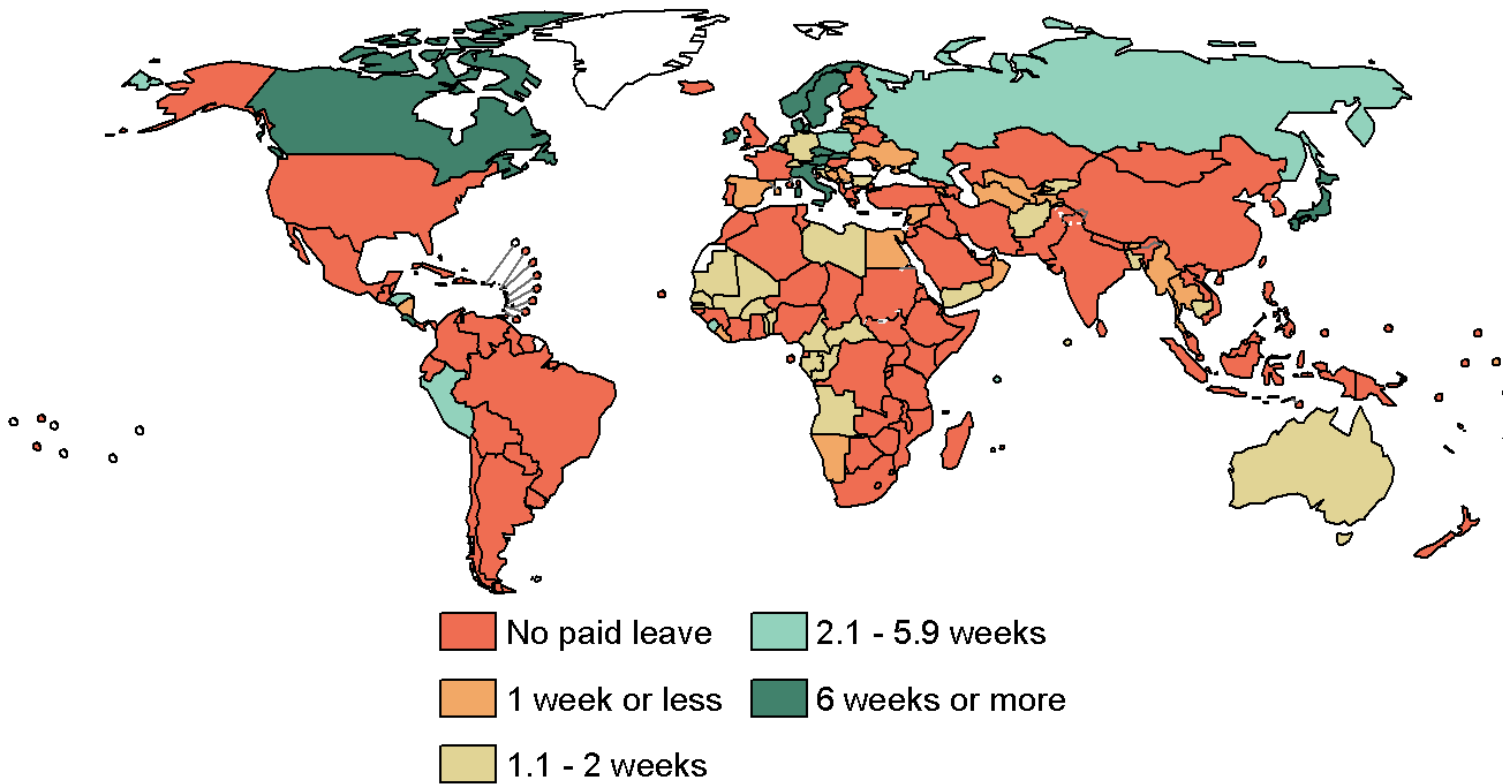 No paid leave
1 week or less
1.1 - 2 weeks
2.1 - 5.9 weeks
6 weeks or more